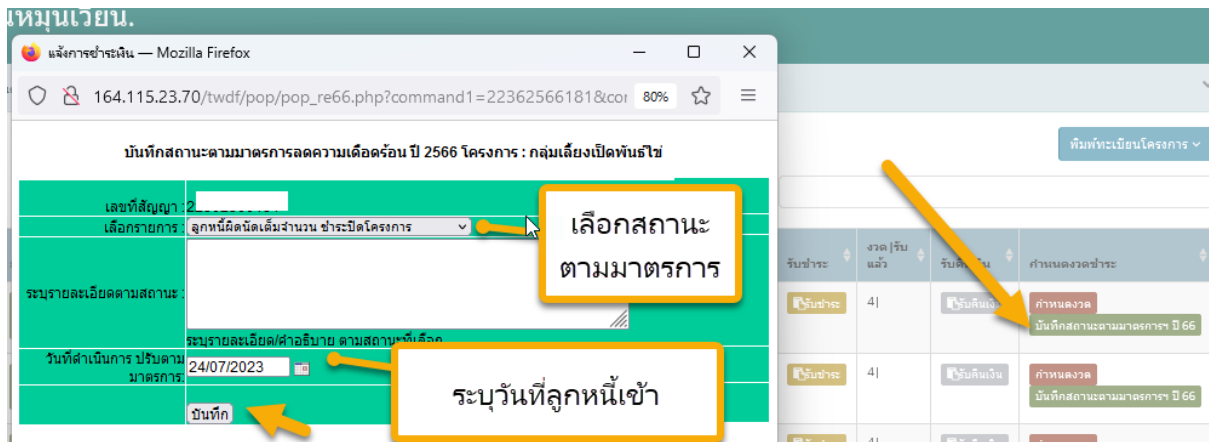 นหมุนเวียน.
แจ้งการชำระเงิน — Mozilla Firefox
164.115.23.70/twdf/pop/pop_re66.php?command1=22362566181&cor 80%
พิมพ์ทะเบียนโครงการ
บันทึกสถานะตามมาตรการลดความเดือดร้อน ปี 2566 โครงการ : กลุ่มเลี้ยงเป็ดพันธุ์ไข่
เลขที่สัญญา :
เลือกรายการ : ลูกหนี้ผิดนัดเต็มจำนวน ชำระปิดโครงการ
เลือกสถานะ
ตามมาตรการ
ระบุรายละเอียดตามสถานะ :
ระบุรายละเอียด/คำอธิบาย ตามสถานะที่เลือก
วันที่ดำเนินการ ปรับตาม
มาตรการ: 24/07/2023
ระบุวันที่ลูกหนี้เข้า
บันทึก
รับชำระ งวด |รับ กำหนดงวดชำระ
แล้ว
รับชำระ 4| รับคืนเงิน กำหนดงวด
บันทึกสถานะตามมาตรการฯ ปี 66
รับชำระ 4| รับคืนเงิน กำหนดงวด
บันทึกสถานะตามมาตรการฯ ปี 66